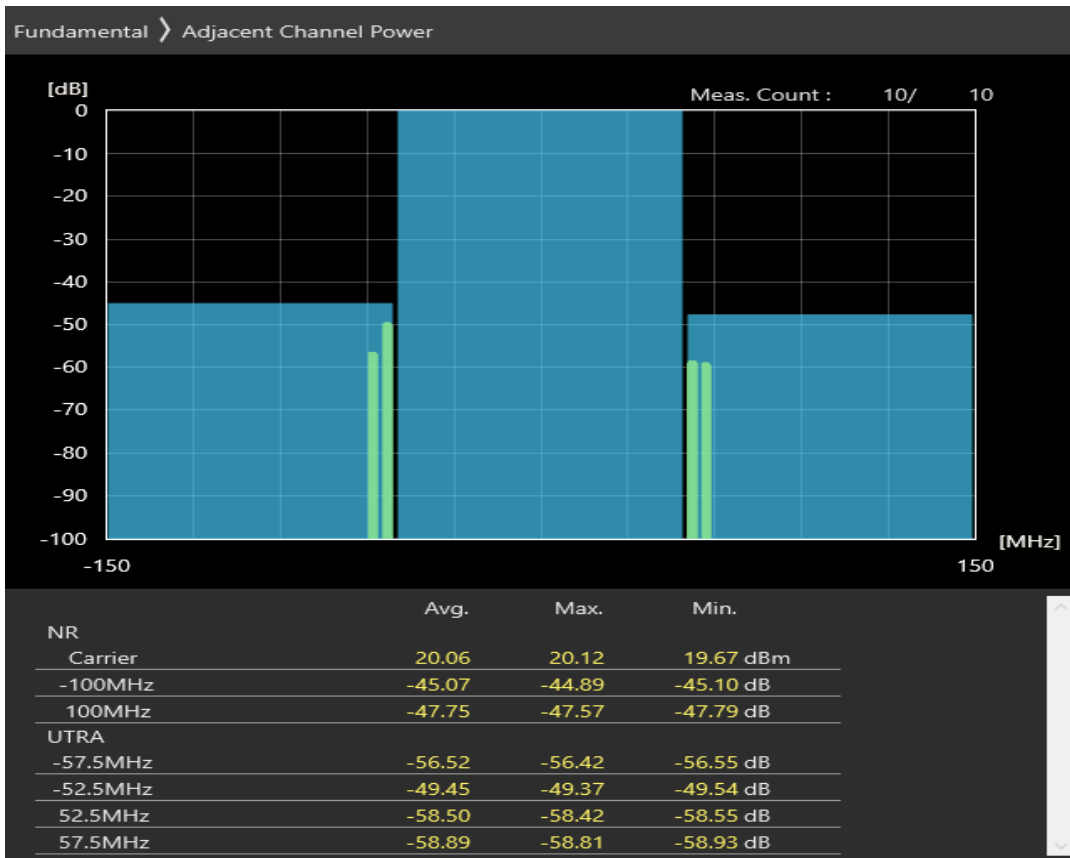 Fundamental 〉 Adjacent Channel Power
[dB]
Meas. Count : 10/ 10
0
-10
-20
-30
-40
-50
-60
-70
-80
-90
-100
[MHz]
-150 150
Avg. Max. Min.
NR
Carrier 20.06 20.12 19.67 dBm
-100MHz -45.07 -44.89 -45.10 dB
100MHz -47.75 -47.57 -47.79 dB
UTRA
-57.5MHz -56.52 -56.42 -56.55 dB
-52.5MHz -49.45 -49.37 -49.54 dB
52.5MHz -58.50 -58.42 -58.55 dB
57.5MHz -58.89 -58.81 -58.93 dB